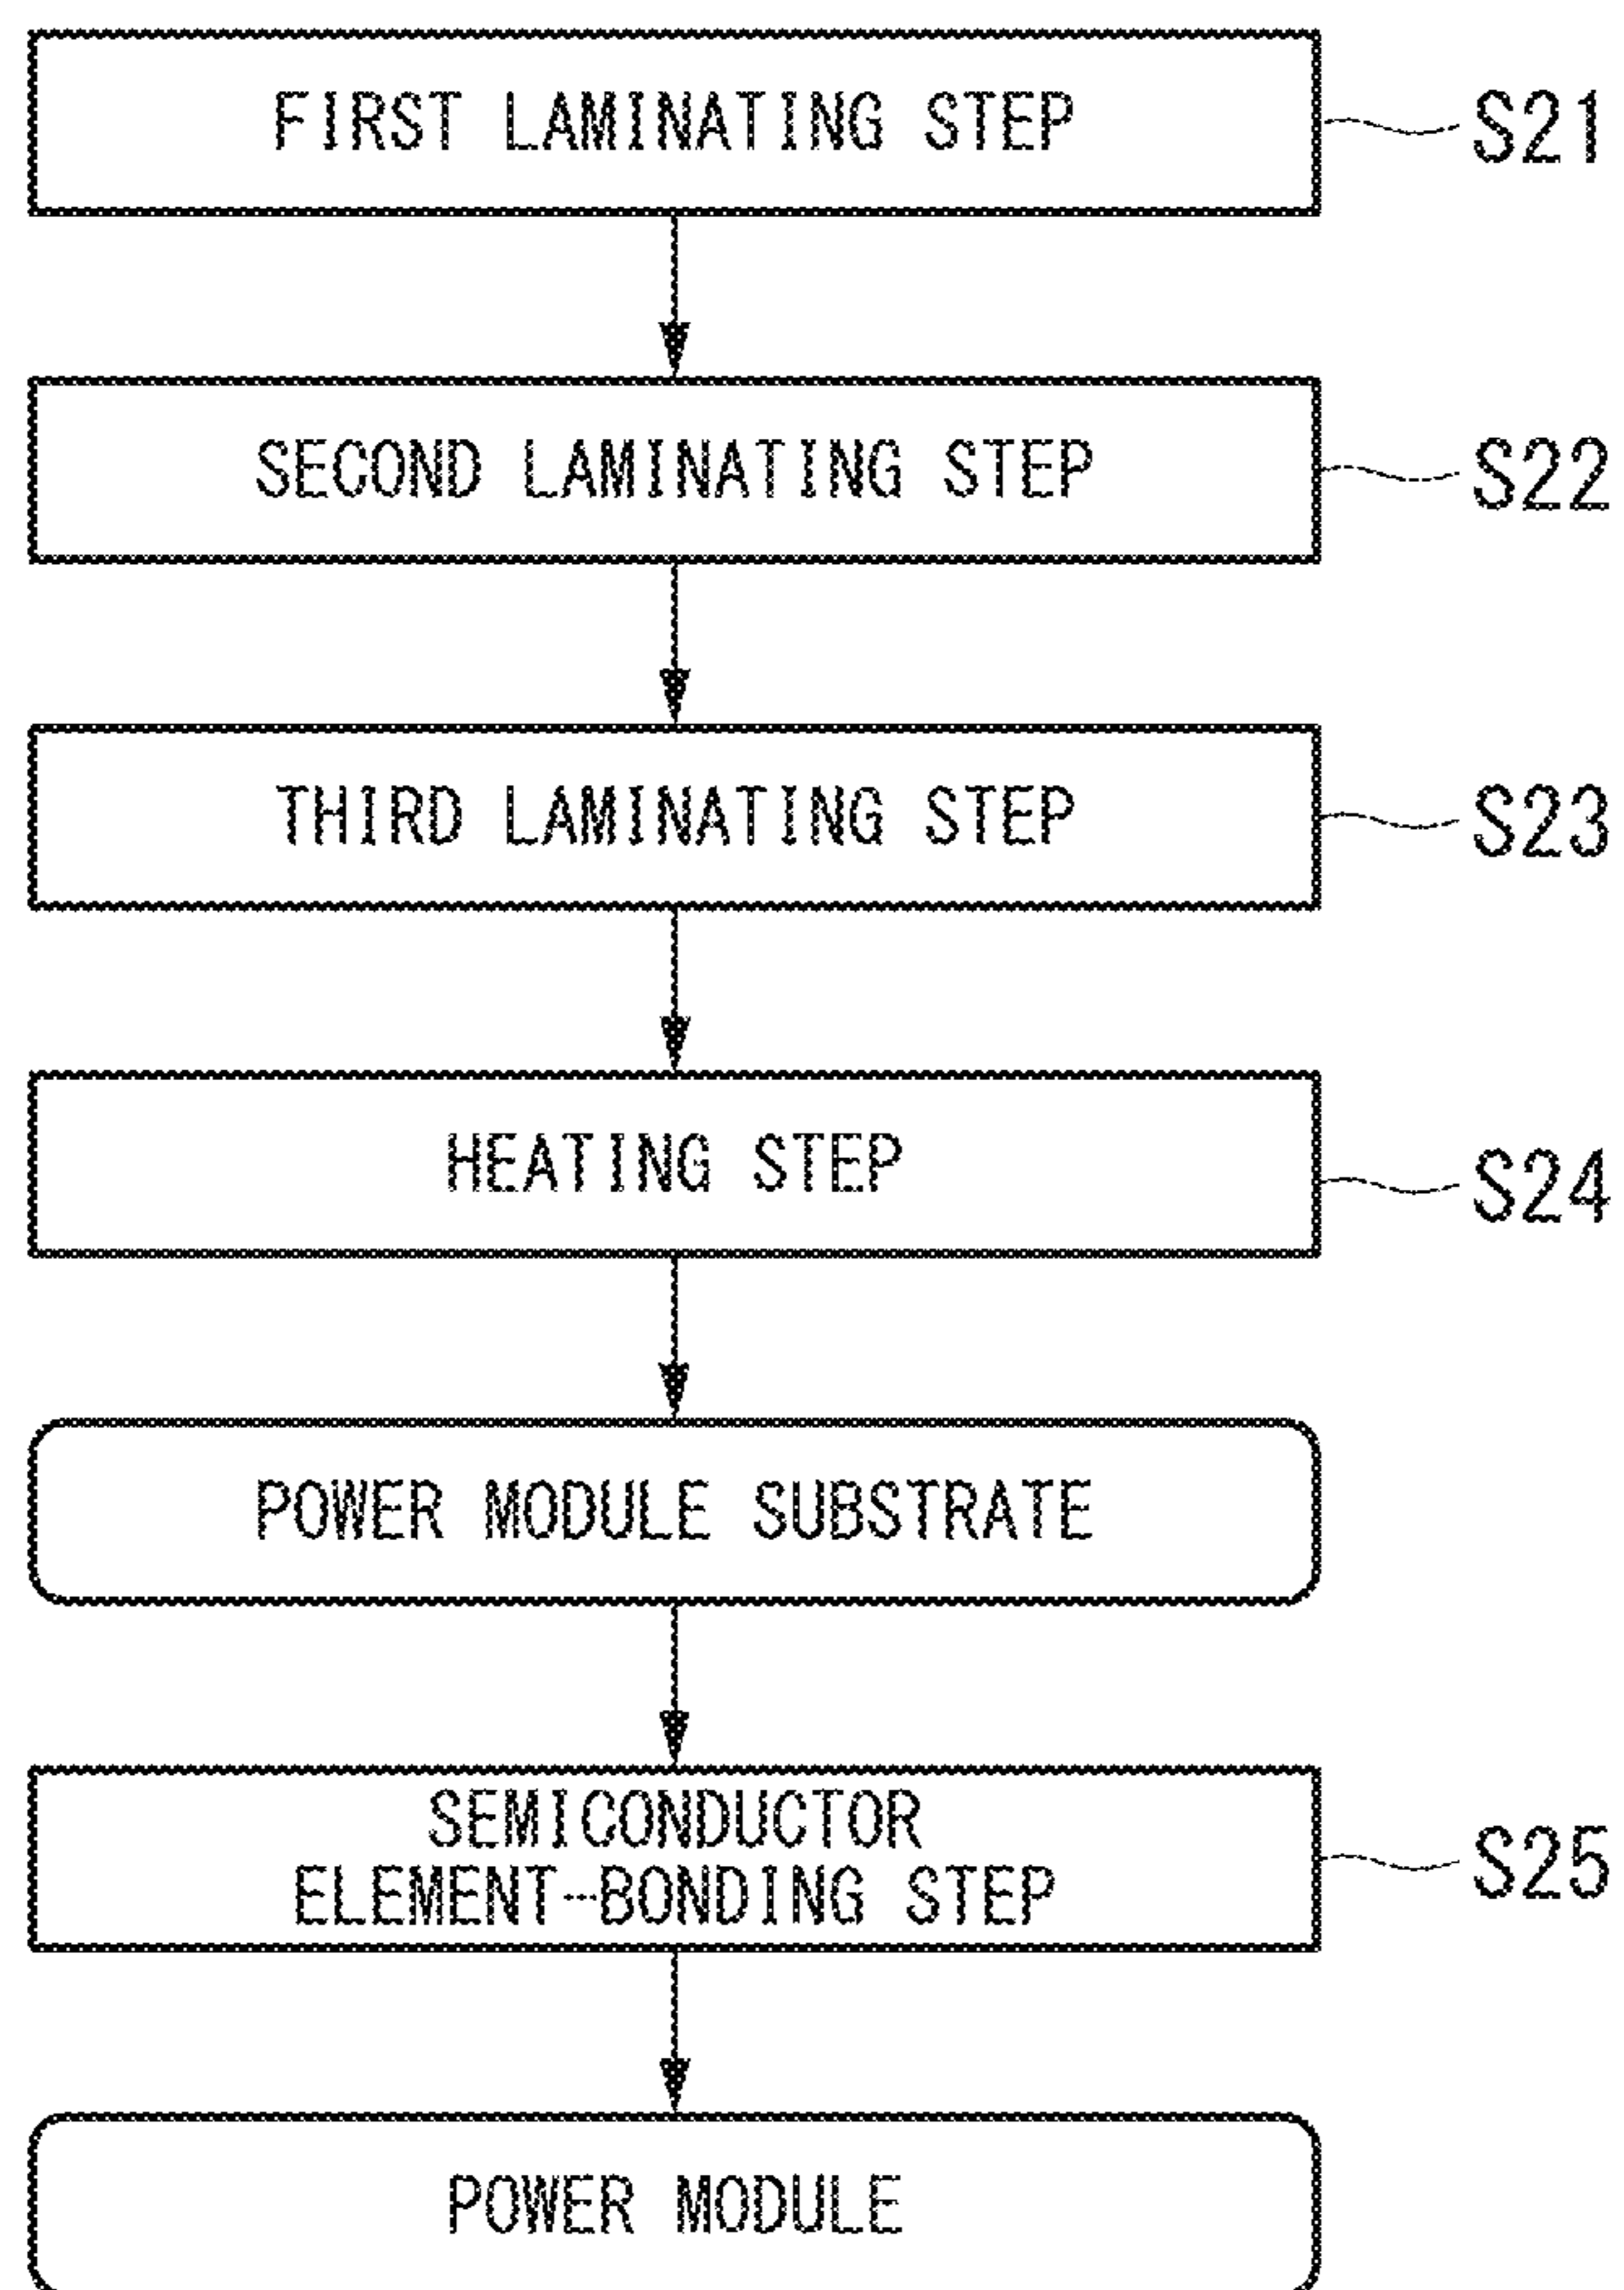 FIRST LAMINATING STEP
S21
SECOND LAMINATING STEP
S22
THIRD LAMINATING STEP
S23
HEATING STEP
S24
POWER MODULE SUBSTRATE
SEMICONDUCTOR
ELEMENT-BONDING STEP
S25
POWER MODULE